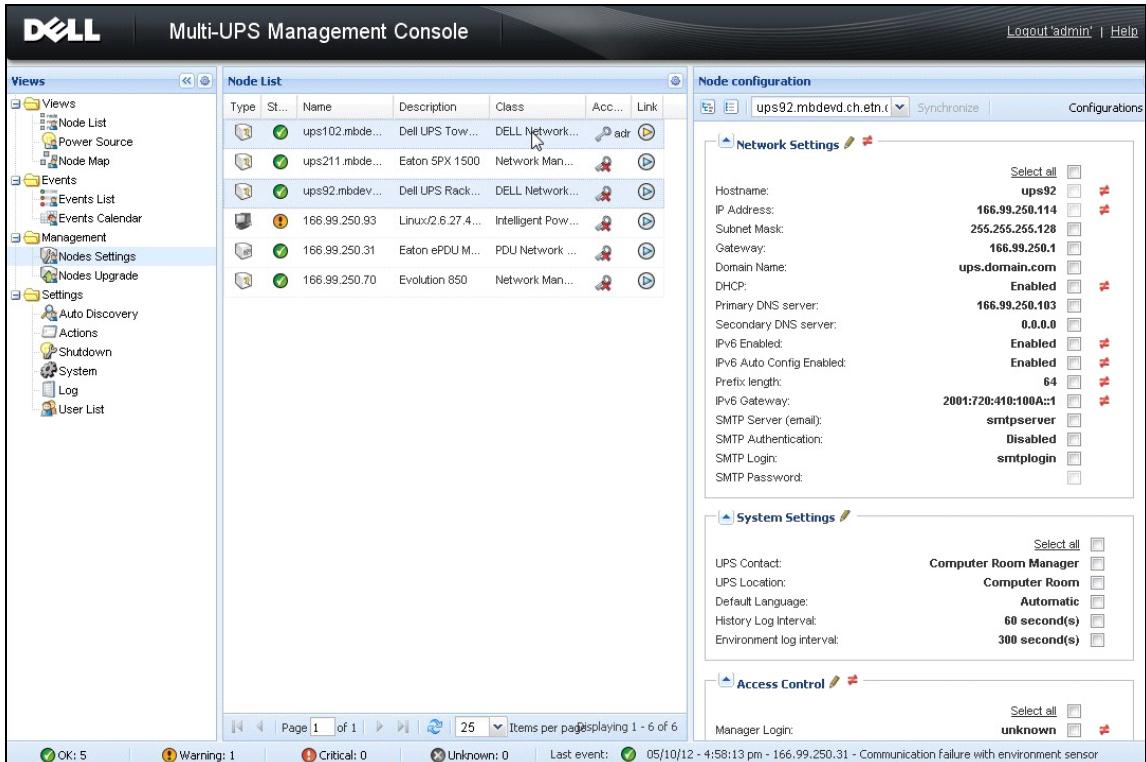 DELL
Multi-UPS Management Console
Logout 'admin' | Help
Views
Views
Node List
Power Source
Node Map
Events
Events List
Events Calendar
Management
Nodes Settings
Nodes Upgrade
Settings
Auto Discovery
Actions
Shutdown
System
Log
User List
Node List
Type St... Name Description Class Acc... Link
ups102.mbde... Dell UPS Tow... DELL Network... adr
ups211.mbde... Eaton 5PX 1500 Network Man...
ups92.mbdev... Dell UPS Rack... DELL Network...
166.99.250.93 Linux/2.6.27.4... Intelligent Pow...
166.99.250.31 Eaton ePDU M... PDU Network ...
166.99.250.70 Evolution 850 Network Man...
Page 1 of 1 25 Items per page Displaying 1 - 6 of 6
Node configuration
ups92.mbdevd.ch.etn.c Synchronize Configurations
Network Settings
Select all
Hostname: ups92
IP Address: 166.99.250.114
Subnet Mask: 255.255.255.128
Gateway: 166.99.250.1
Domain Name: ups.domain.com
DHCP: Enabled
Primary DNS server: 166.99.250.103
Secondary DNS server: 0.0.0.0
IPv6 Enabled: Enabled
IPv6 Auto Config Enabled: Enabled
Prefix length: 64
IPv6 Gateway: 2001:720:410:100A::1
SMTP Server (email): smtpserver
SMTP Authentication: Disabled
SMTP Login: smtplogin
SMTP Password:
System Settings
Select all
UPS Contact: Computer Room Manager
UPS Location: Computer Room
Default Language: Automatic
History Log Interval: 60 second(s)
Environment log interval: 300 second(s)
Access Control
Select all
Manager Login: unknown
OK: 5 Warning: 1 Critical: 0 Unknown: 0 Last event: 05/10/12 - 4:58:13 pm - 166.99.250.31 - Communication failure with environment sensor